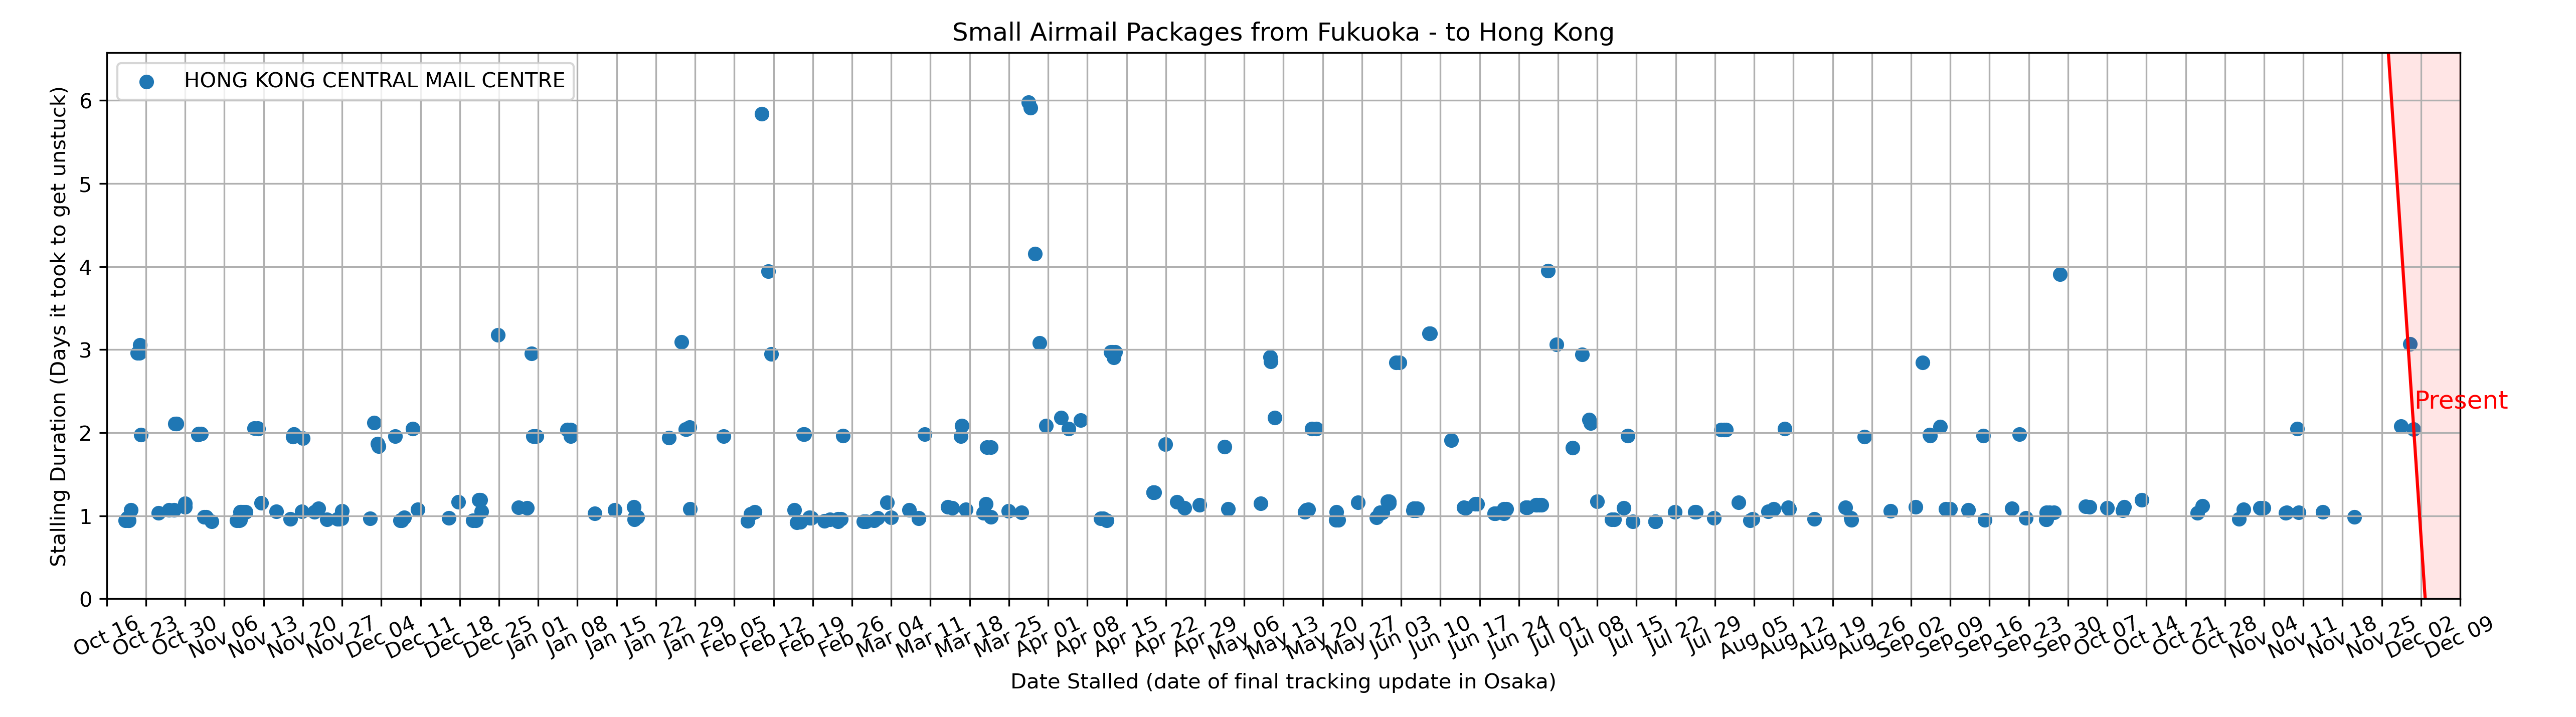 Small Airmail Packages from Fukuoka - to Hong Kong
HONG KONG CENTRAL MAIL CENTRE
Stalling Duration (Days it took to get unstuck)
6
5
4
3
2
1
0
Present
Oct 16 Oct 23 Oct 30 Nov 06 Nov 13 Nov 20 Nov 27 Dec 04 Dec 11 Dec 18 Dec 25 Jan 01 Jan 08 Jan 15 Jan 22 Jan 29 Feb 05 Feb 12 Feb 19 Feb 26 Mar 04 Mar 11 Mar 18 Mar 25 Apr 01 Apr 08 Apr 15 Apr 22 Apr 29 May 06 May 13 May 20 May 27 Jun 03 Jun 10 Jun 17 Jun 24 Jul 01 Jul 08 Jul 15 Jul 22 Jul 29 Aug 05 Aug 12 Aug 19 Aug 26 Sep 02 Sep 09 Sep 16 Sep 23 Sep 30 Oct 07 Oct 14 Oct 21 Oct 28 Nov 04 Nov 11 Nov 18 Nov 25 Dec 02 Dec 09
Date Stalled (date of final tracking update in Osaka)